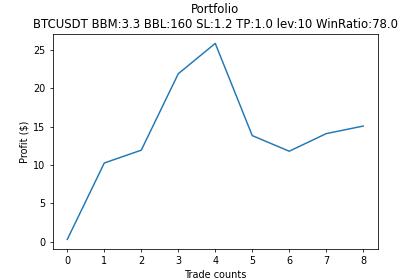 Portfolio
BTCUSDT BBM:3.3 BBL:160 SL:1.2 TP:1.0 lev:10 WinRatio:78.0
25
20
15
10
5
0
Profit ($)
0 1 2 3 4 5 6 7 8
Trade counts